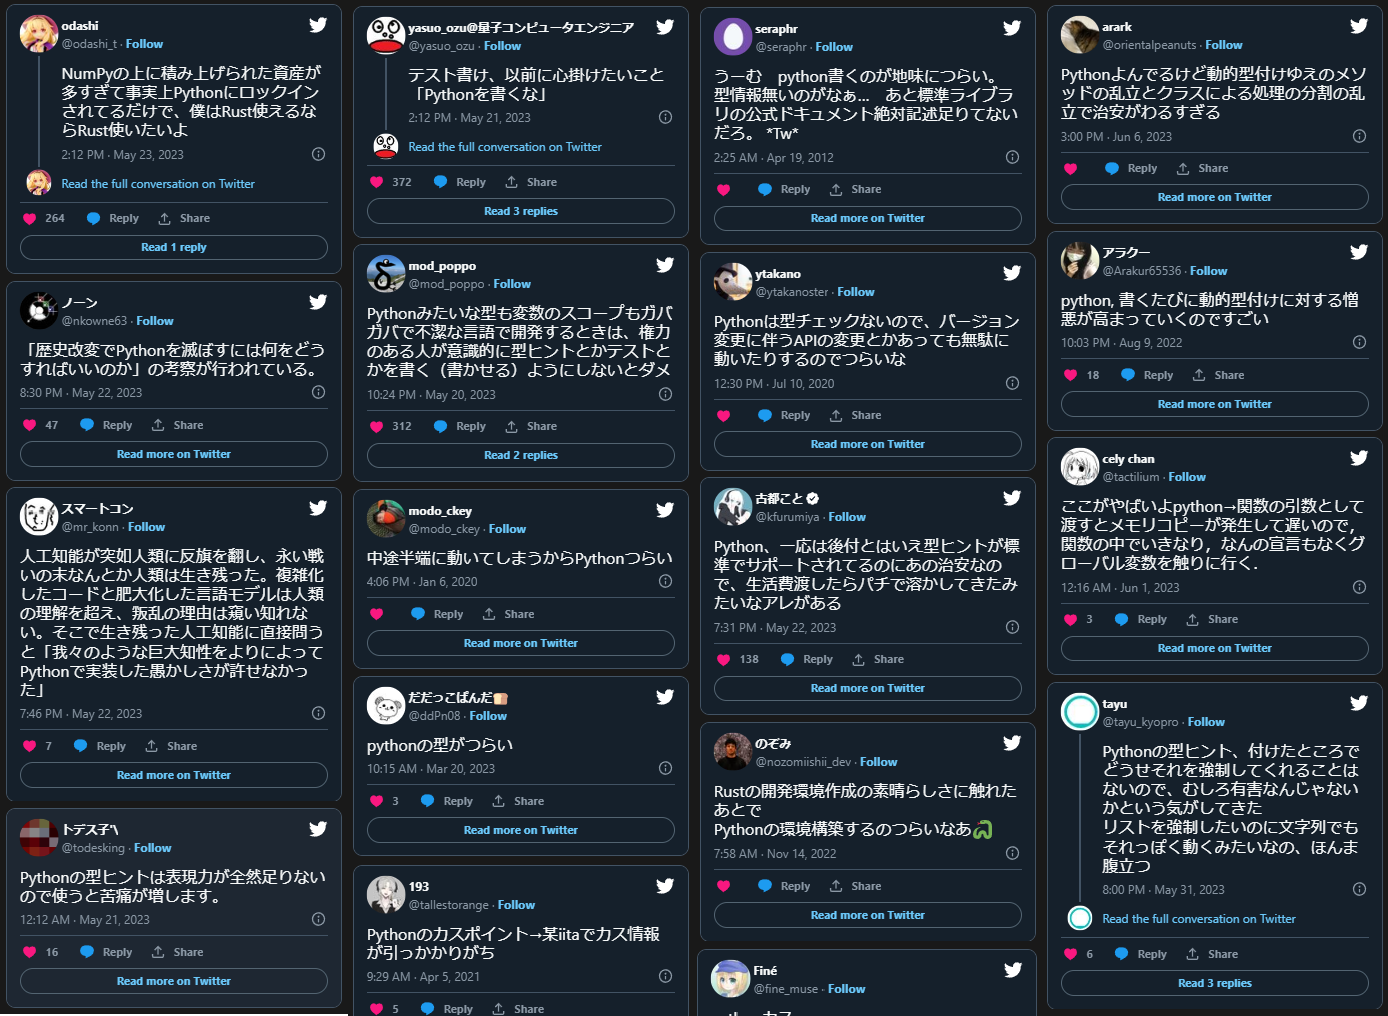 odashi
@odashi_t · Follow
NumPyの上に積み上げられた資産が
多すぎて事実上Pythonにロックイン
されてるだけで、僕はRust使えるな
らRust使いたいよ
2:12 PM · May 23, 2023
Read the full conversation on Twitter
264 Reply Share
Read 1 reply
ノーン
@nkowne63 · Follow
「歴史改変でPythonを滅ぼすには何をどう
すればいいのか」の考察が行われている。
8:30 PM · May 22, 2023
47 Reply Share
Read more on Twitter
スマートコン
@mr_konn · Follow
人工知能が突如人類に反旗を翻し、永い戦
いの末なんとか人類は生き残った。複雑化
したコードと肥大化した言語モデルは人類
の理解を超え、叛乱の理由は窺い知れな
い。そこで生き残った人工知能に直接問う
と「我々のような巨大知性をよりによって
Pythonで実装した愚かしさが許せなかっ
た」
7:46 PM · May 22, 2023
7 Reply Share
Read more on Twitter
トデス子'\
@todesking · Follow
Pythonの型ヒントは表現力が全然足りない
ので使うと苦痛が増します。
12:12 AM · May 21, 2023
16 Reply Share
Read more on Twitter
yasuo_ozu@量子コンピュータエンジニア
@yasuo_ozu · Follow
テスト書け、以前に心掛けたいこと
「Pythonを書くな」
2:12 PM · May 21, 2023
Read the full conversation on Twitter
372 Reply Share
Read 3 replies
mod_poppo
@mod_poppo · Follow
Pythonみたいな型も変数のスコープもガバ
ガバで不潔な言語で開発するときは、権力
のある人が意識的に型ヒントとかテストと
かを書く（書かせる）ようにしないとダメ
10:24 PM · May 20, 2023
312 Reply Share
Read 2 replies
modo_ckey
@modo_ckey · Follow
中途半端に動いてしまうからPythonつらい
4:06 PM · Jan 6, 2020
Reply Share
Read more on Twitter
だだっこぱんだ🍞
@ddPn08 · Follow
pythonの型がつらい
10:15 AM · Mar 20, 2023
3 Reply Share
Read more on Twitter
193
@tallestorange · Follow
Pythonのカスポイント→某iitaでカス情報
が引っかかりがち
9:29 AM · Apr 5, 2021
5 Reply Share
seraphr
@seraphr · Follow
うーむ　python書くのが地味につらい。
型情報無いのがなぁ...　あと標準ライブラ
リの公式ドキュメント絶対記述足りてない
だろ。 *Tw*
2:25 AM · Apr 19, 2012
Reply Share
Read more on Twitter
ytakano
@ytakanoster · Follow
Pythonは型チェックないので、バージョン
変更に伴うAPIの変更とかあっても無駄に
動いたりするのでつらいな
12:30 PM · Jul 10, 2020
Reply Share
Read more on Twitter
古都こと
@kfurumiya · Follow
Python、一応は後付とはいえ型ヒントが標
準でサポートされてるのにあの治安なの
で、生活費渡したらパチで溶かしてきたみ
たいなアレがある
7:31 PM · May 22, 2023
138 Reply Share
Read more on Twitter
のぞみ
@nozomiishii_dev · Follow
Rustの開発環境作成の素晴らしさに触れた
あとで
Pythonの環境構築するのつらいなあ🐍
7:58 AM · Nov 14, 2022
Reply Share
Read more on Twitter
Finé
@fine_muse · Follow
arark
@orientalpeanuts · Follow
Pythonよんでるけど動的型付けゆえのメソ
ッドの乱立とクラスによる処理の分割の乱
立で治安がわるすぎる
3:00 PM · Jun 6, 2023
Reply Share
Read more on Twitter
アラクー
@Arakur65536 · Follow
python, 書くたびに動的型付けに対する憎
悪が高まっていくのですごい
10:03 PM · Aug 9, 2022
18 Reply Share
Read more on Twitter
cely chan
@tactilium · Follow
ここがやばいよpython→関数の引数として
渡すとメモリコピーが発生して遅いので，
関数の中でいきなり，なんの宣言もなくグ
ローバル変数を触りに行く．
12:16 AM · Jun 1, 2023
3 Reply Share
Read more on Twitter
tayu
@tayu_kyopro · Follow
Pythonの型ヒント、付けたところで
どうせそれを強制してくれることは
ないので、むしろ有害なんじゃない
かという気がしてきた
リストを強制したいのに文字列でも
それっぽく動くみたいなの、ほんま
腹立つ
8:00 PM · May 31, 2023
Read the full conversation on Twitter
6 Reply Share
Read 3 replies